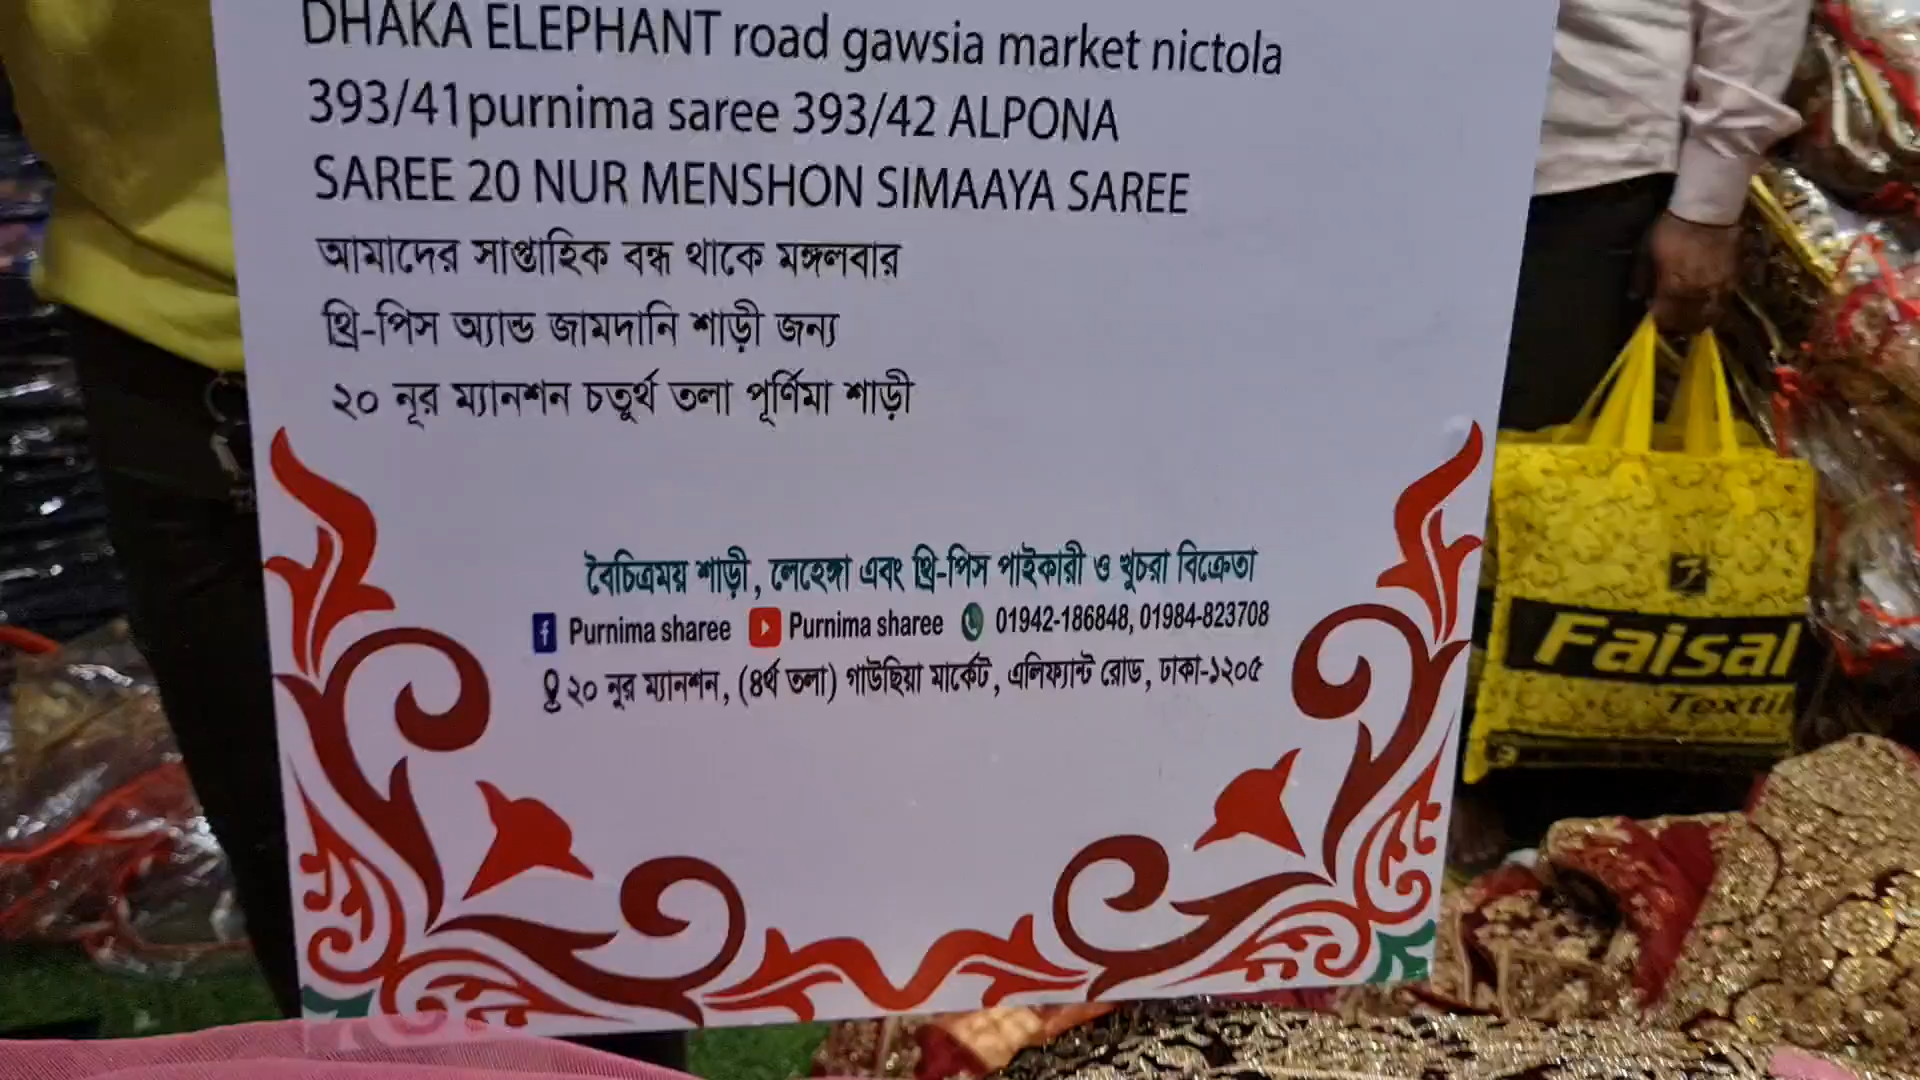 DHAKA ELEPHANT road gawsia market nictola
393/41purnima saree 393/42 ALPONA
SAREE 20 NUR MENSHON SIMAAYA SAREE
আমাদের সাপ্তাহিক বন্ধ থাকে মঙ্গলবার
থ্রি-পিস অ্যান্ড জামদানি শাড়ী জন্য
২০ নূর ম্যানশন চতুর্থ তলা পূর্ণিমা শাড়ী
বৈচিত্রময় শাড়ী, লেহেঙ্গা এবং থ্রি-পিস পাইকারী ও খুচরা বিক্রেতা
Purnima sharee Purnima sharee 01942-186848, 01984-823708
২০ নূর ম্যানশন, (৪র্থ তলা) গাউছিয়া মার্কেট, এলিফ্যান্ট রোড, ঢাকা-১২০৫
Faisal
Textil